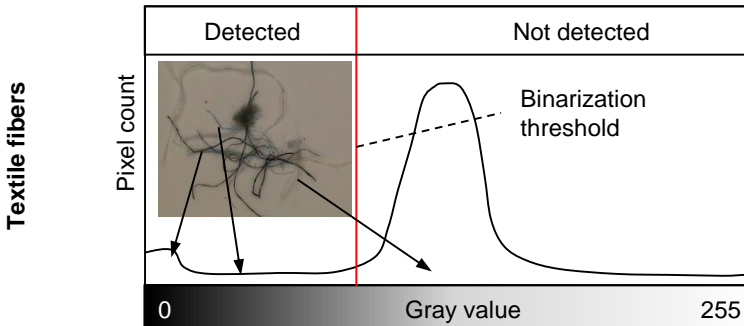 Textile fibers
Detected
Not detected
Pixel count
Binarization
threshold
0
Gray value
255